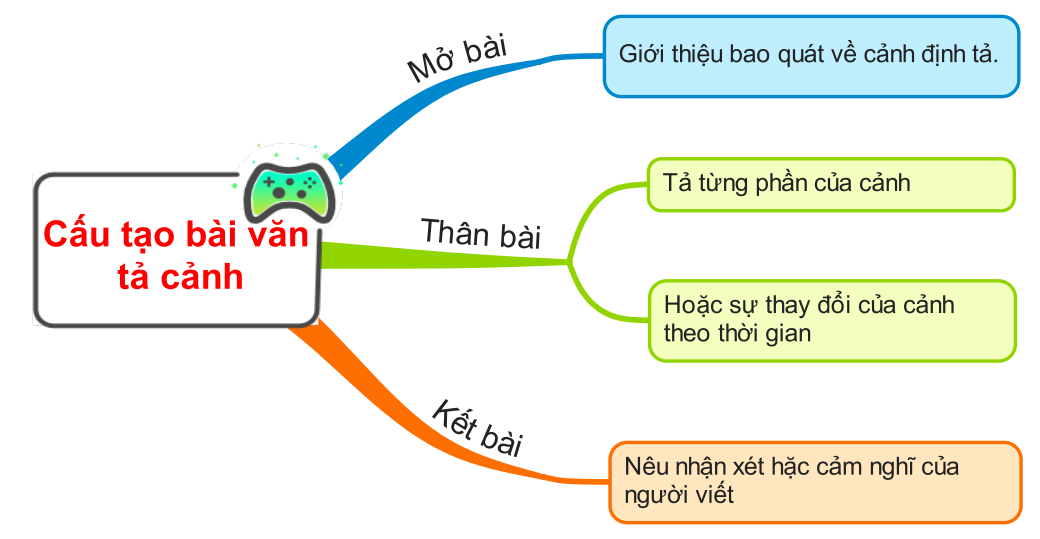 Mở bài
Giới thiệu bao quát về cảnh định tả.
Cấu tạo bài văn
tả cảnh
Thân bài
Tả từng phần của cảnh
Hoặc sự thay đổi của cảnh
theo thời gian
Kết bài
Nêu nhận xét hặc cảm nghĩ của
người viết